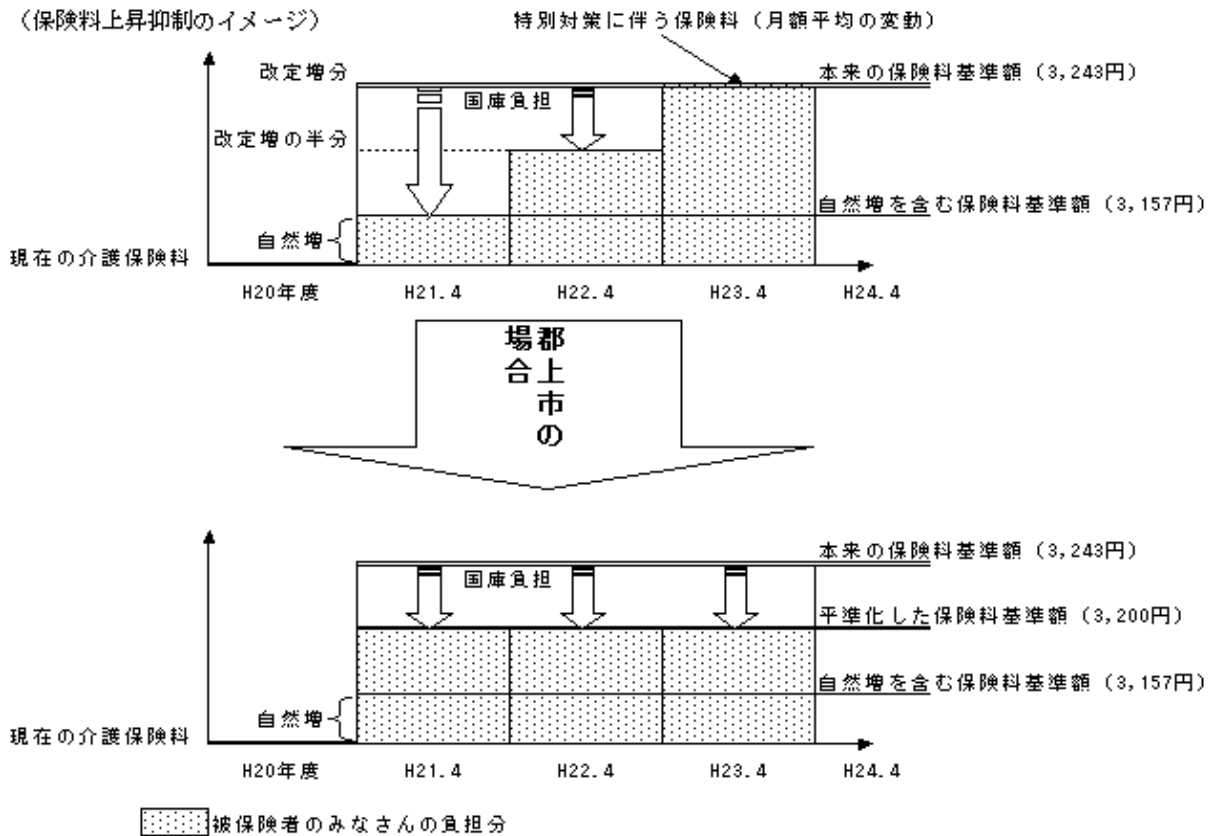 （保険料上昇抑制のイメージ）
特別対策に伴う保険料（月額平均の変動）
改定増分
本来の保険料基準額（3,243円）
国庫負担
改定増の半分
自然増を含む保険料基準額（3,157円）
自然増
現在の介護保険料
H20年度 H21.4 H22.4 H23.4 H24.4
郡上市の
場合
本来の保険料基準額（3,243円）
国庫負担
平準化した保険料基準額（3,200円）
自然増を含む保険料基準額（3,157円）
自然増
現在の介護保険料
H20年度 H21.4 H22.4 H23.4 H24.4
被保険者のみなさんの負担分